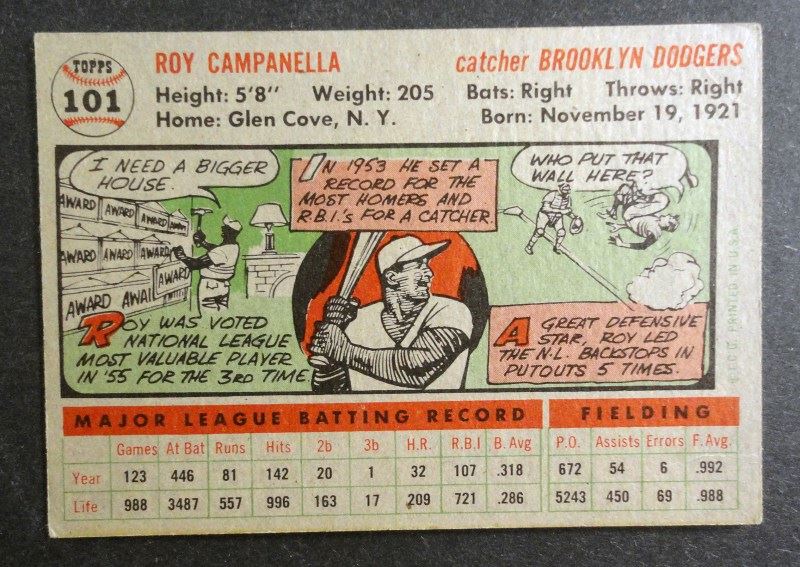 TOPPS
101
ROY CAMPANELLA
catcher BROOKLYN DODGERS
Height: 5'8" Weight: 205 Bats: Right Throws: Right
Home: Glen Cove, N. Y. Born: November 19, 1921
I NEED A BIGGER
HOUSE.
AWARD AWARD AWARD
AWARD AWARD AWARD
AWARD
AWARD
ROY WAS VOTED
NATIONAL LEAGUE
MOST VALUABLE PLAYER
IN '55 FOR THE 3RD TIME.
IN 1953 HE SET A
RECORD FOR THE
MOST HOMERS AND
R.B.I.'s FOR A CATCHER.
WHO PUT THAT
WALL HERE?
A GREAT DEFENSIVE
STAR, ROY LED
THE N.L. BACKSTOPS IN
PUTOUTS 5 TIMES.
PRINTED IN U.S.A.
MAJOR LEAGUE BATTING RECORD FIELDING
Games At Bat Runs Hits 2b 3b H.R. R.B.I B. Avg P.O. Assists Errors F. Avg.
Year 123 446 81 142 20 1 32 107 .318 672 54 6 .992
Life 988 3487 557 996 163 17 209 721 .286 5243 450 69 .988